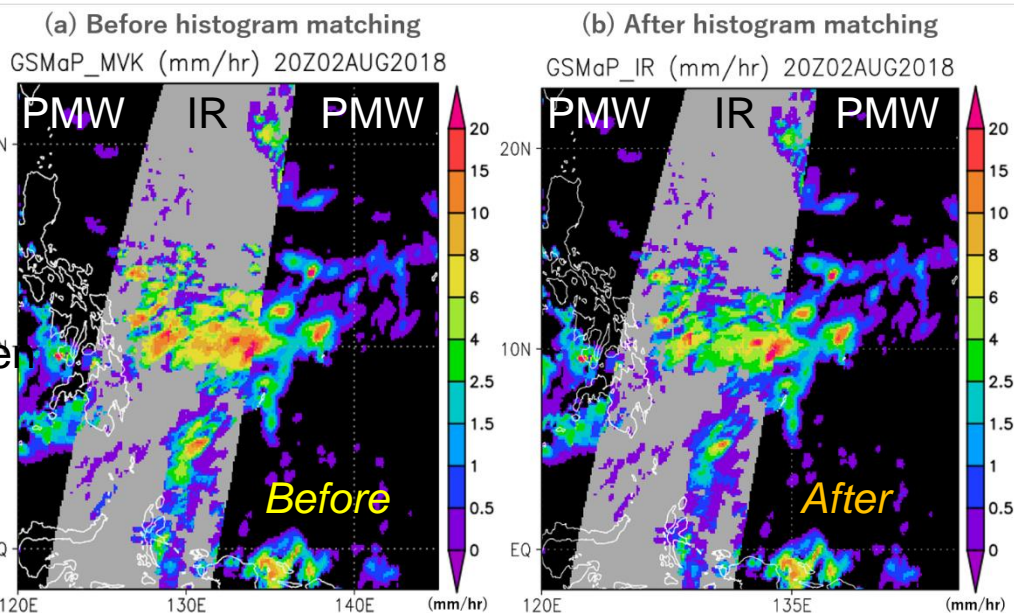 (a) Before histogram matching
GSMaP_MVK (mm/hr) 20Z02AUG2018
PMW IR PMW
N
N
EQ
en
Before
120E 130E 140E
20
15
10
8
6
4
2.5
1.5
1
0.5
0
(mm/hr)
(b) After histogram matching
GSMaP_IR (mm/hr) 20Z02AUG2018
PMW IR PMW
20N
10N
EQ
After
120E 135E
20
15
10
8
6
4
2.5
1.5
1
0.5
0
(mm/hr)